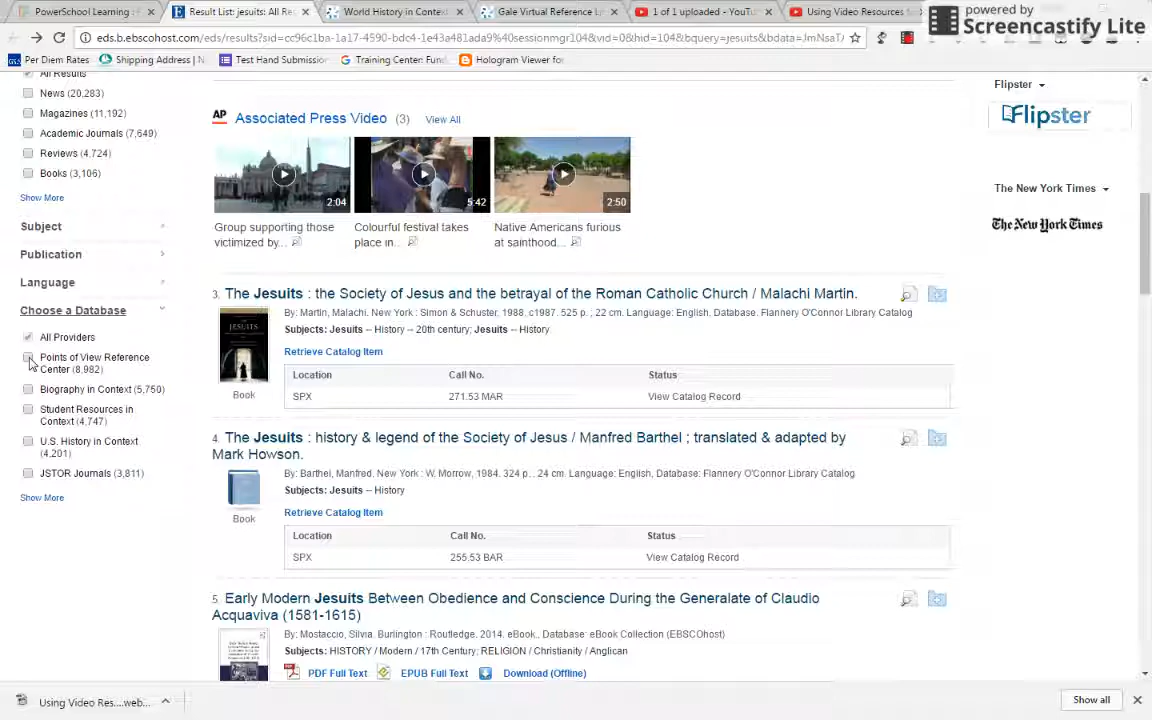 PowerSchool Learning :
Result List: jesuits: All Re
World History in Context
Gale Virtual Reference L
1 of 1 uploaded - YouTu
Using Video Resources
powered by
Screencastify Lite
eds.b.ebscohost.com/eds/results?sid=cc96c1ba-1a17-4590-bdc4-1e43a481ada9%40sessionmgr104&vid=0&hid=104&bquery=jesuits&bdata=JmNsaT
Per Diem Rates
Shipping Address | N
Test Hand Submissio
Training Center: Fun
Hologram Viewer fo
All Results
News (20,283)
Magazines (11,192)
Academic Journals (7,649)
Reviews (4,724)
Books (3,106)
Show More
Subject
Publication
Language
Choose a Database
All Providers
Points of View Reference
Center (8,982)
Biography in Context (5,750)
Student Resources in
Context (4,747)
U.S. History in Context
(4,201)
JSTOR Journals (3,811)
Show More
AP Associated Press Video (3) View All
2:04
5:42
2:50
Group supporting those
victimized by...
Colourful festival takes
place in...
Native Americans furious
at sainthood...
3. The Jesuits : the Society of Jesus and the betrayal of the Roman Catholic Church / Malachi Martin.
By: Martin, Malachi. New York : Simon & Schuster, 1988, c1987. 525 p. ; 22 cm. Language: English, Database: Flannery O'Connor Library Catalog
Subjects: Jesuits -- History -- 20th century; Jesuits -- History
Retrieve Catalog Item
THE JESUITS
Book
Location Call No. Status
SPX 271.53 MAR View Catalog Record
4. The Jesuits : history & legend of the Society of Jesus / Manfred Barthel ; translated & adapted by
Mark Howson.
By: Barthel, Manfred. New York : W. Morrow, 1984. 324 p. ; 24 cm. Language: English, Database: Flannery O'Connor Library Catalog
Subjects: Jesuits -- History
Retrieve Catalog Item
Book
Location Call No. Status
SPX 255.53 BAR View Catalog Record
5. Early Modern Jesuits Between Obedience and Conscience During the Generalate of Claudio
Acquaviva (1581-1615)
By: Mostaccio, Silvia. Burlington : Routledge. 2014. eBook., Database: eBook Collection (EBSCOhost)
Subjects: HISTORY / Modern / 17th Century; RELIGION / Christianity / Anglican
PDF Full Text EPUB Full Text Download (Offline)
Flipster
Flipster
The New York Times
The New York Times
Using Video Res....web...
Show all